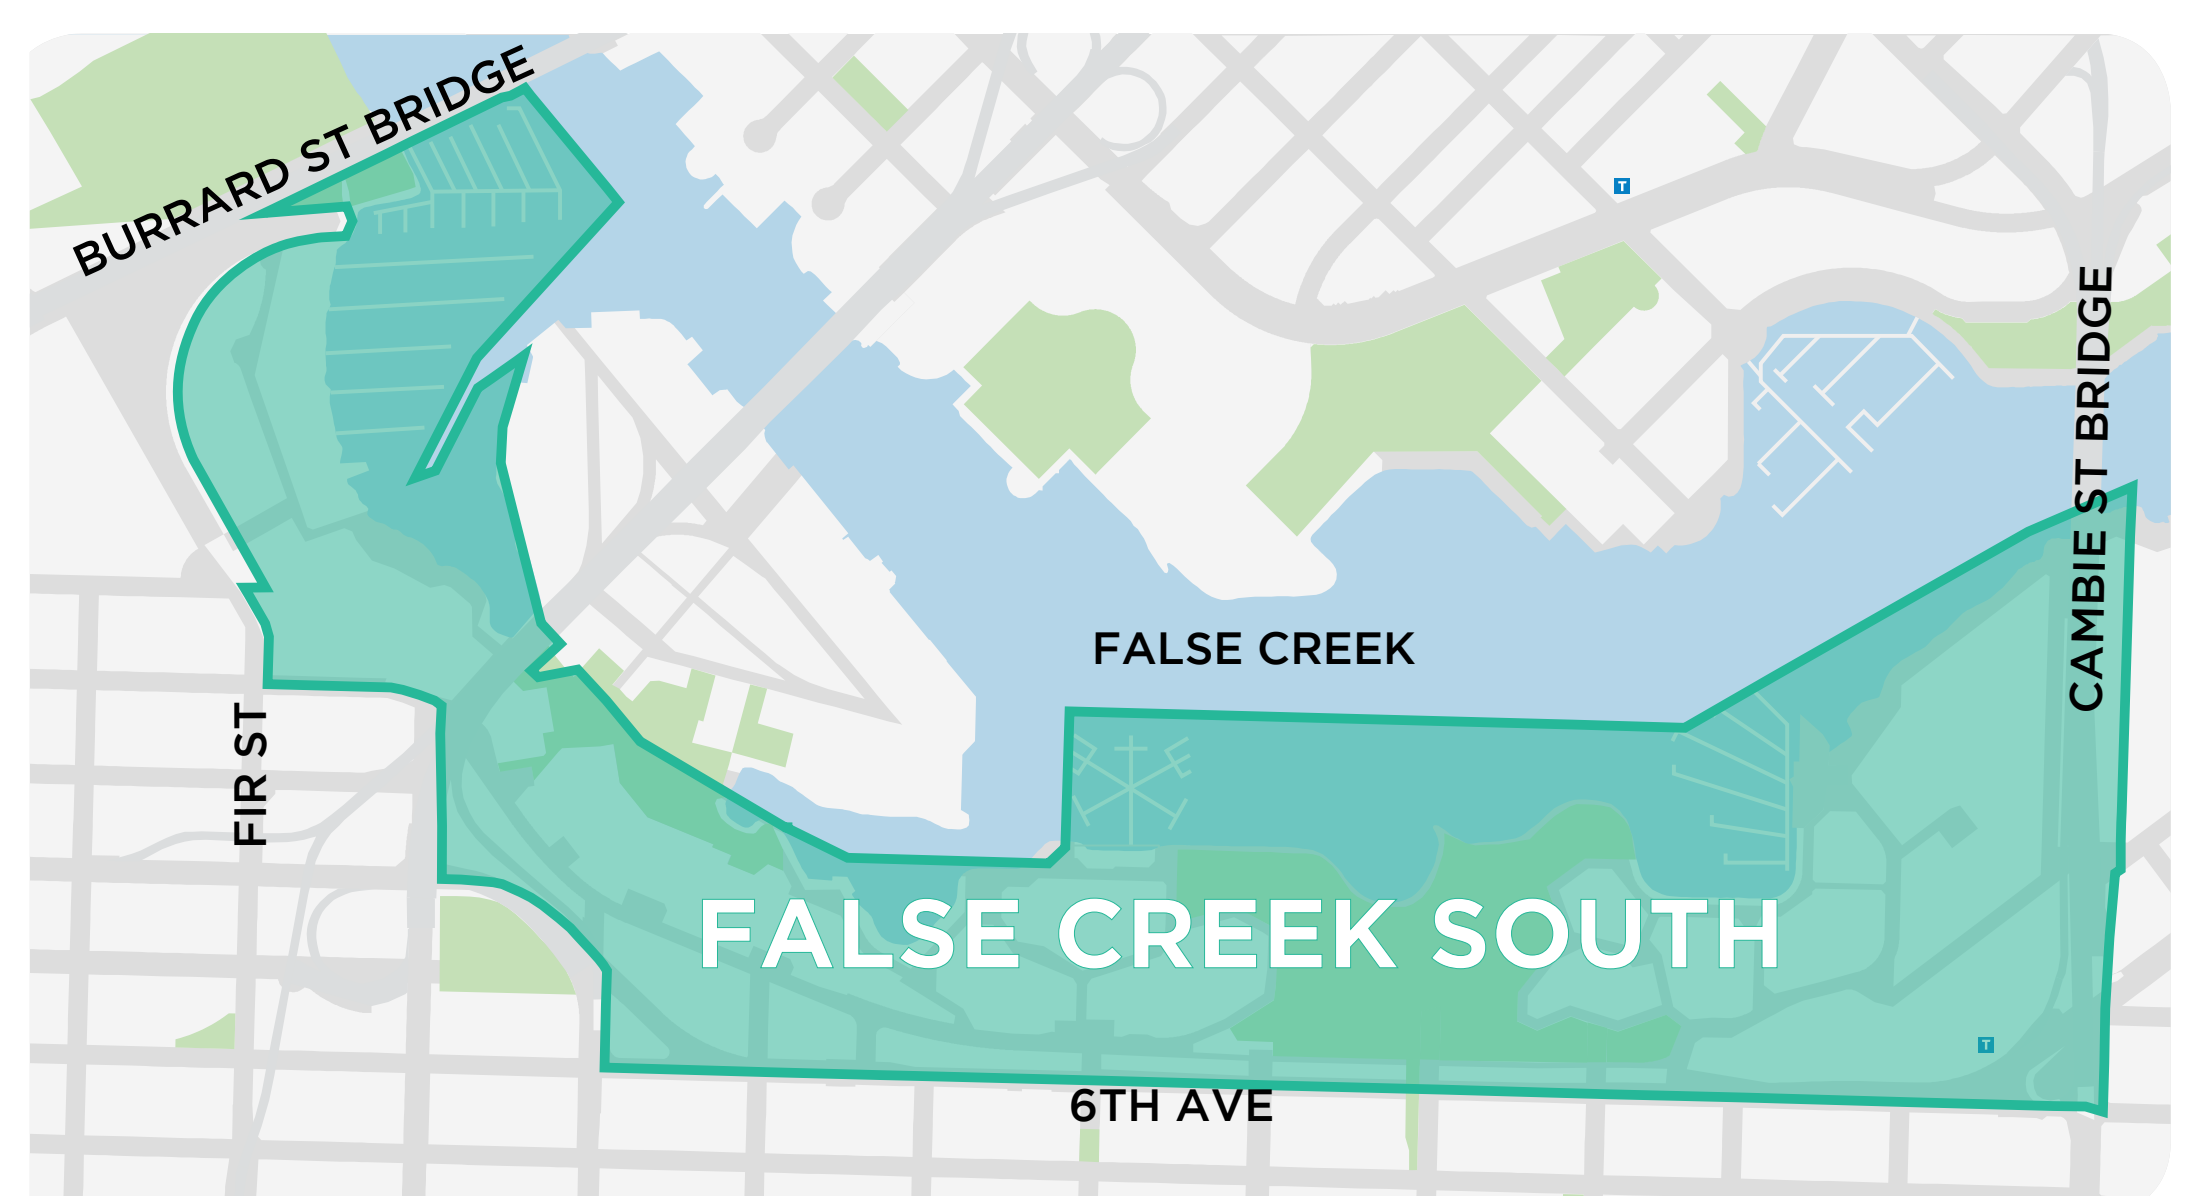 BURRARD ST BRIDGE
T
CAMBIE ST BRIDGE
FALSE CREEK
FIR ST
FALSE CREEK SOUTH
T
6TH AVE